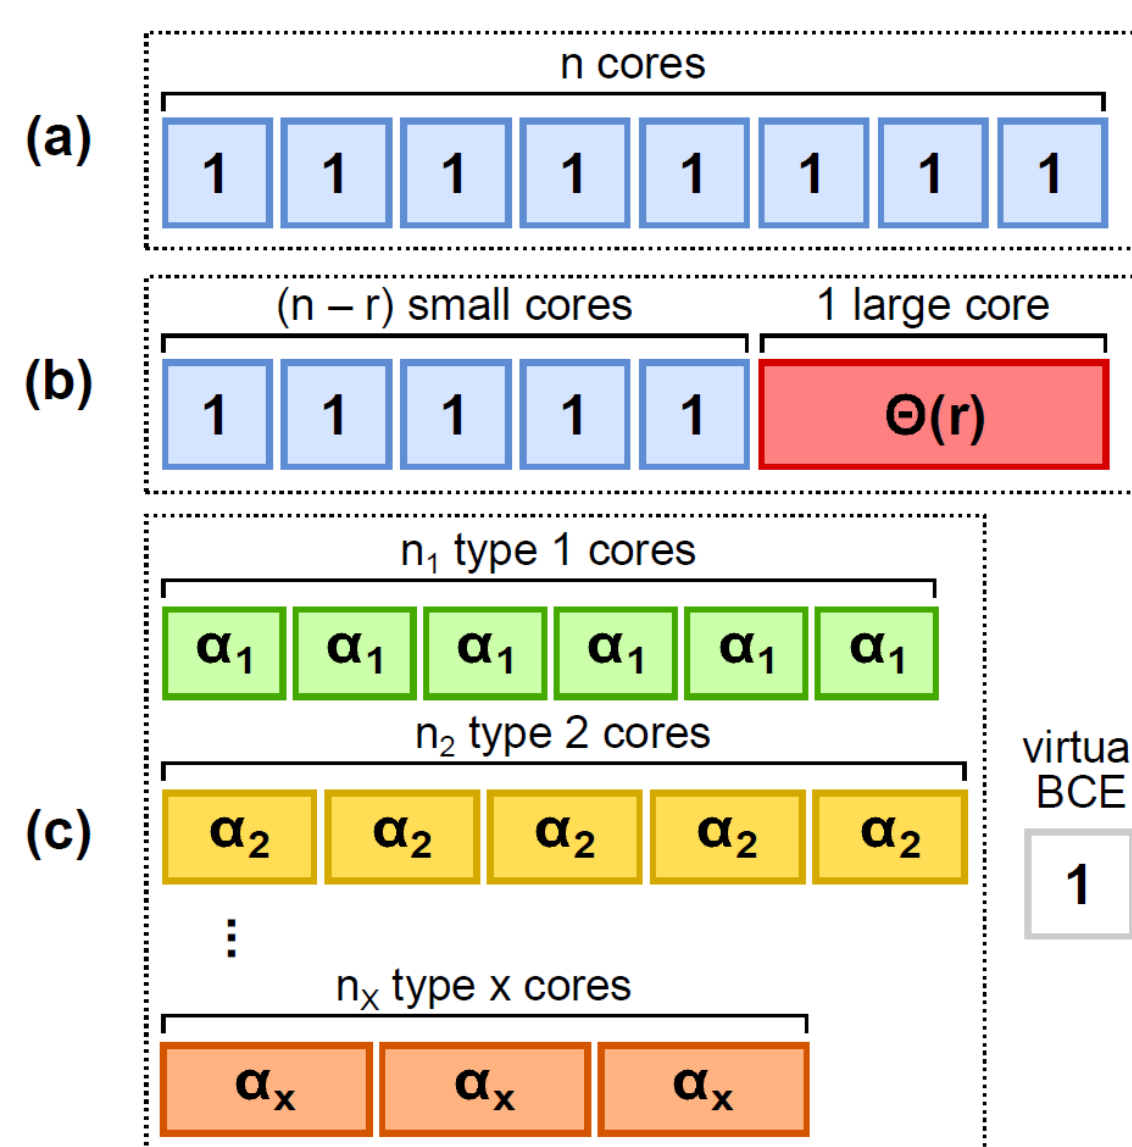 n cores
(a)
1 1 1 1 1 1 1 1
(n – r) small cores
1 large core
(b)
1 1 1 1 1
Θ(r)
n₁ type 1 cores
α₁ α₁ α₁ α₁ α₁ α₁
n₂ type 2 cores
(c)
α₂ α₂ α₂ α₂ α₂
⋮
nₓ type x cores
αₓ αₓ αₓ
virtua
BCE
1